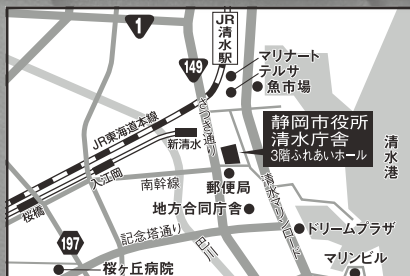 1
JR清水駅
149
マリナート
テルサ
魚市場
さつき通り
JR東海道本線
新清水
静岡市役所
清水庁舎
3階ふれあいホール
清水港
入江岡
南幹線
郵便局
清水マリンロード
桜橋
地方合同庁舎
197
記念塔通り
巴川
ドリームプラザ
桜ヶ丘病院
マリンビル